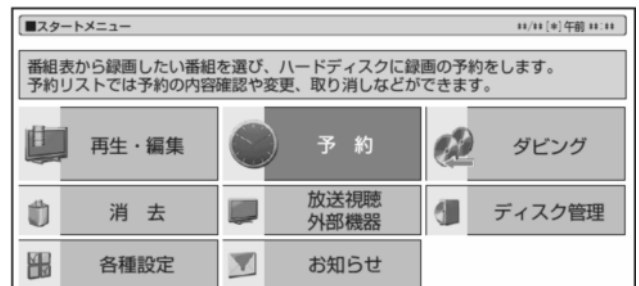 ■スタートメニュー
**/**[*]午前 **:**
番組表から録画したい番組を選び、ハードディスクに録画の予約をします。
予約リストでは予約の内容確認や変更、取り消しなどができます。
再生・編集
予 約
ダビング
消 去
放送視聴
外部機器
ディスク管理
各種設定
お知らせ